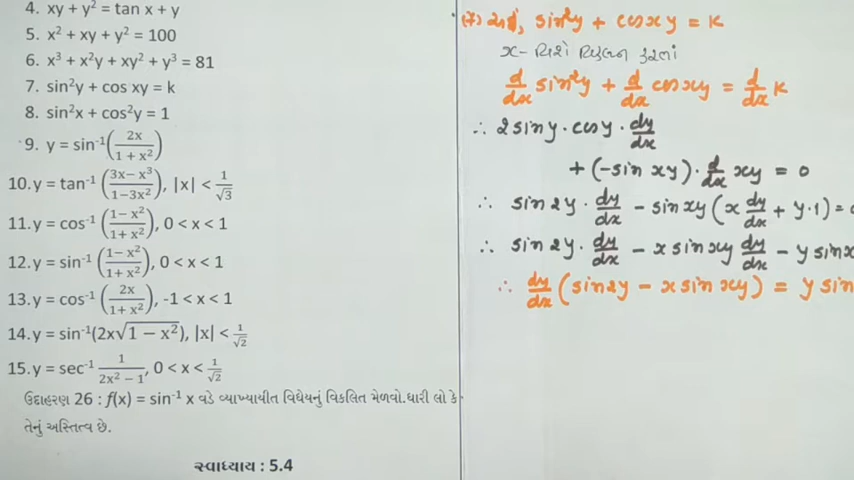 4. xy + y² = tan x + y
5. x² + xy + y² = 100
6. x³ + x²y + xy² + y³ = 81
7. sin²y + cos xy = k
8. sin²x + cos²y = 1
9. y = sin⁻¹(2x / 1 + x²)
10. y = tan⁻¹ (3x− x³ / 1−3x²), |x| < 1/√3
11. y = cos⁻¹ (1− x² / 1+ x²), 0 < x < 1
12. y = sin⁻¹ (1− x² / 1+ x²), 0 < x < 1
13. y = cos⁻¹ (2x / 1+ x²), -1 < x < 1
14. y = sin⁻¹(2x√1 − x²), |x| < 1/√2
15. y = sec⁻¹ 1 / 2x² − 1, 0 < x < 1/√2
ઉદાહરણ 26 : f(x) = sin⁻¹ x વડે વ્યાખ્યાયીત વિધેયનું વિકલિત મેળવો.ધારી લો કે
તેનું અસ્તિત્વ છે.
સ્વાધ્યાય : 5.4
(7) sin²y + cos xy = k
x- વિકલન કરતાં
d/dx sin²y + d/dx cos xy = d/dx k
∴ 2 sin y · cos y · dy/dx
+ (-sin xy) · d/dx xy = 0
∴ sin 2y · dy/dx − sin xy (x dy/dx + y·1) =
∴ sin 2y · dy/dx − x sin xy dy/dx − y sin x
∴ dy/dx (sin 2y − x sin xy) = y sin